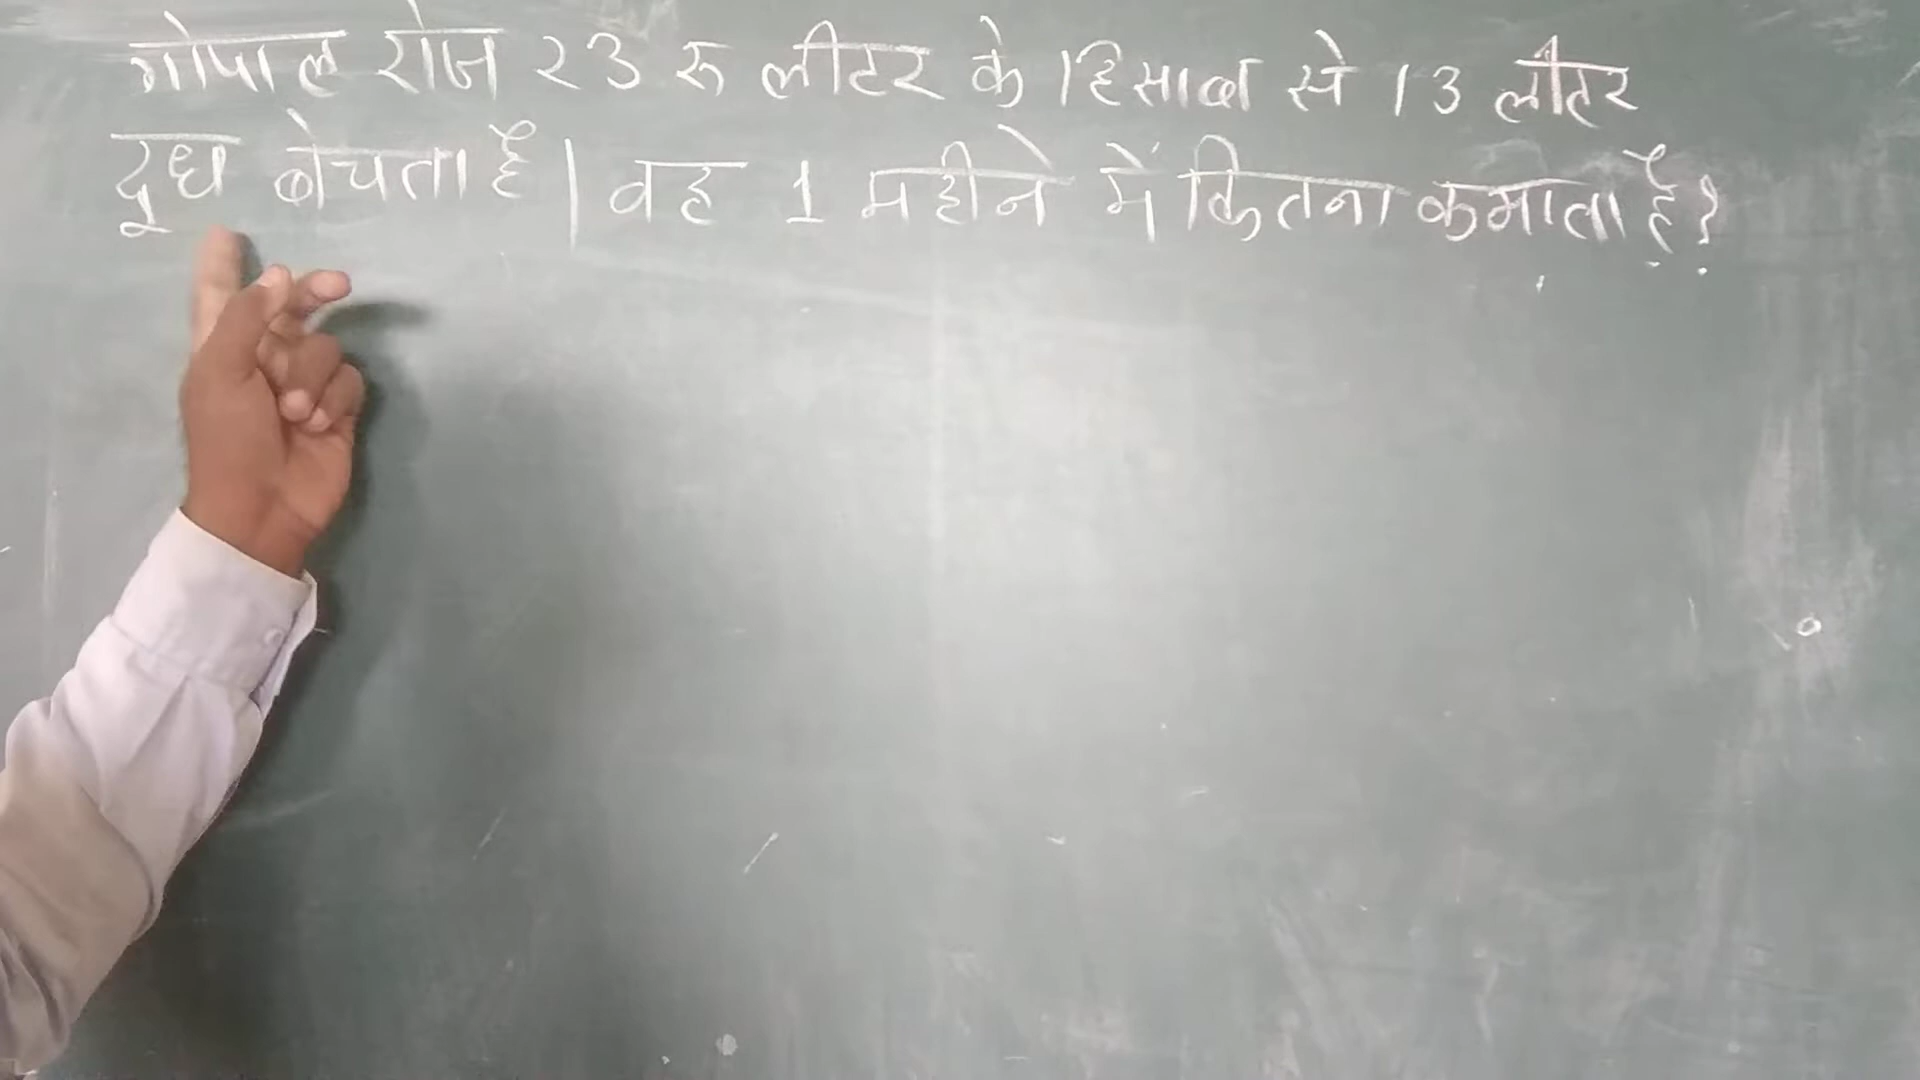 गोपाल रोज 23 रु लीटर के हिसाब से 13 लीटर
दूध बेचता है | वह 1 महीने में कितना कमाता है ?